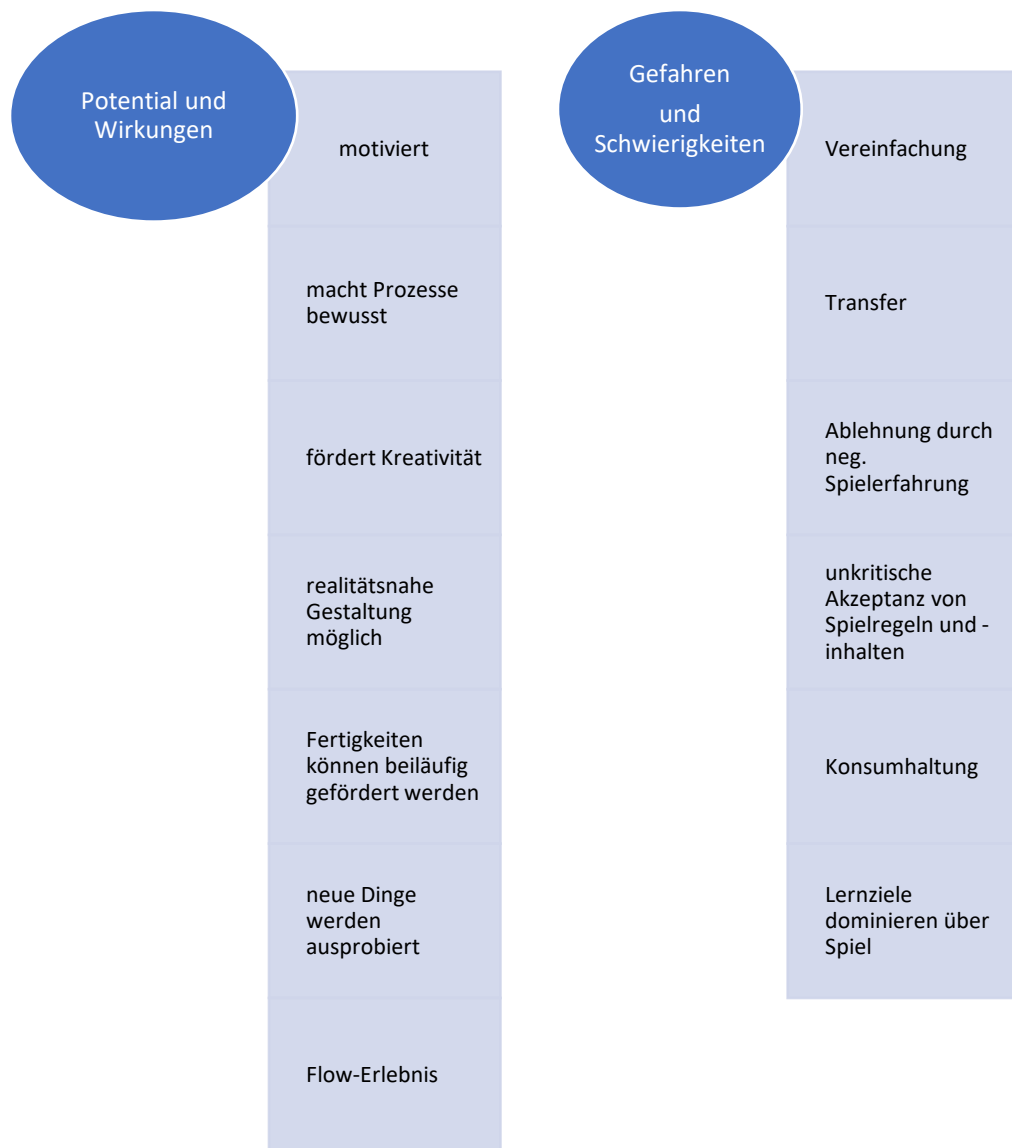 Potential und
Wirkungen
motiviert
macht Prozesse
bewusst
fördert Kreativität
realitätsnahe
Gestaltung
möglich
Fertigkeiten
können beiläufig
gefördert werden
neue Dinge
werden
ausprobiert
Flow-Erlebnis
Gefahren
und
Schwierigkeiten
Vereinfachung
Transfer
Ablehnung durch
neg.
Spielerfahrung
unkritische
Akzeptanz von
Spielregeln und -
inhalten
Konsumhaltung
Lernziele
dominieren über
Spiel